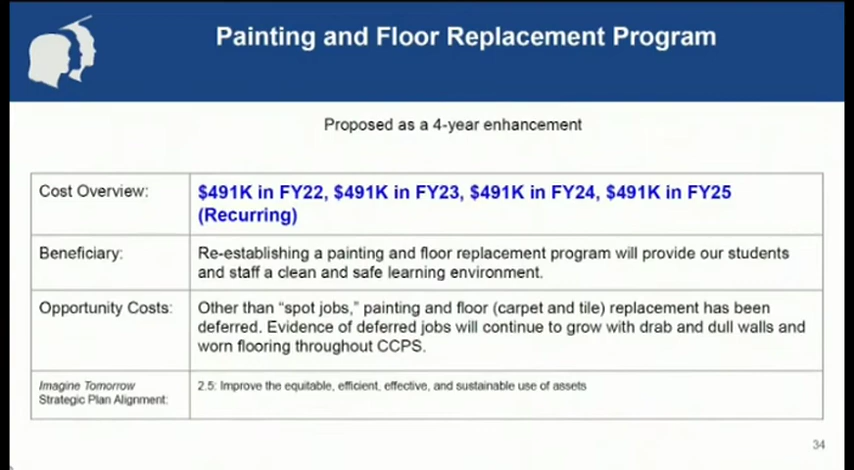 Painting and Floor Replacement Program
Proposed as a 4-year enhancement
Cost Overview:
$491K in FY22, $491K in FY23, $491K in FY24, $491K in FY25
(Recurring)
Beneficiary:
Re-establishing a painting and floor replacement program will provide our students
and staff a clean and safe learning environment.
Opportunity Costs:
Other than “spot jobs,” painting and floor (carpet and tile) replacement has been
deferred. Evidence of deferred jobs will continue to grow with drab and dull walls and
worn flooring throughout CCPS.
Imagine Tomorrow
Strategic Plan Alignment:
2.5: Improve the equitable, efficient, effective, and sustainable use of assets
34